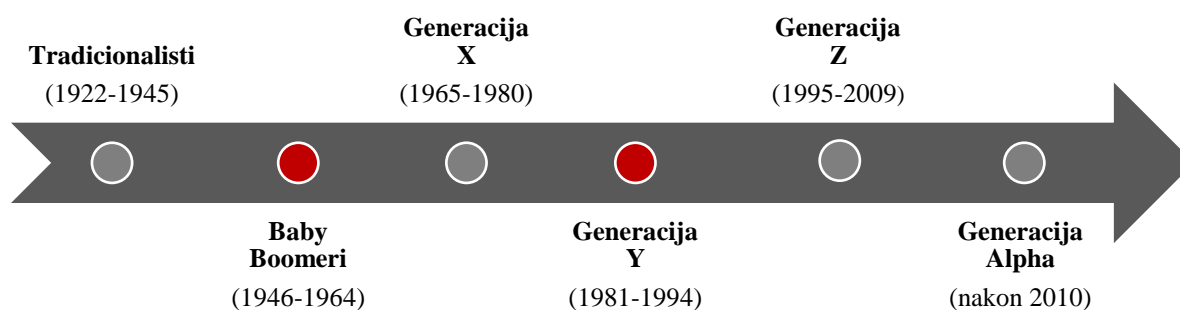 Tradicionalisti
(1922-1945)
Baby
Boomeri
(1946-1964)
Generacija
X
(1965-1980)
Generacija
Y
(1981-1994)
Generacija
Z
(1995-2009)
Generacija
Alpha
(nakon 2010)